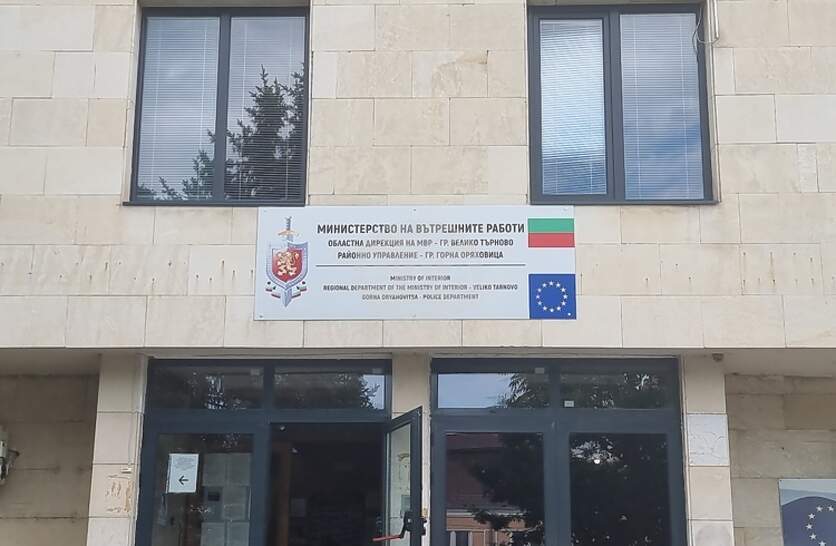 МИНИСТЕРСТВО НА ВЪТРЕШНИТЕ РАБОТИ
ОБЛАСТНА ДИРЕКЦИЯ НА МВР - ГР. ВЕЛИКО ТЪРНОВО
РАЙОННО УПРАВЛЕНИЕ - ГР. ГОРНА ОРЯХОВИЦА
MINISTRY OF INTERIOR
REGIONAL DEPARTMENT OF THE MINISTRY OF INTERIOR - VELIKO TARNOVO
GORNA ORYAHOVITSA - POLICE DEPARTMENT